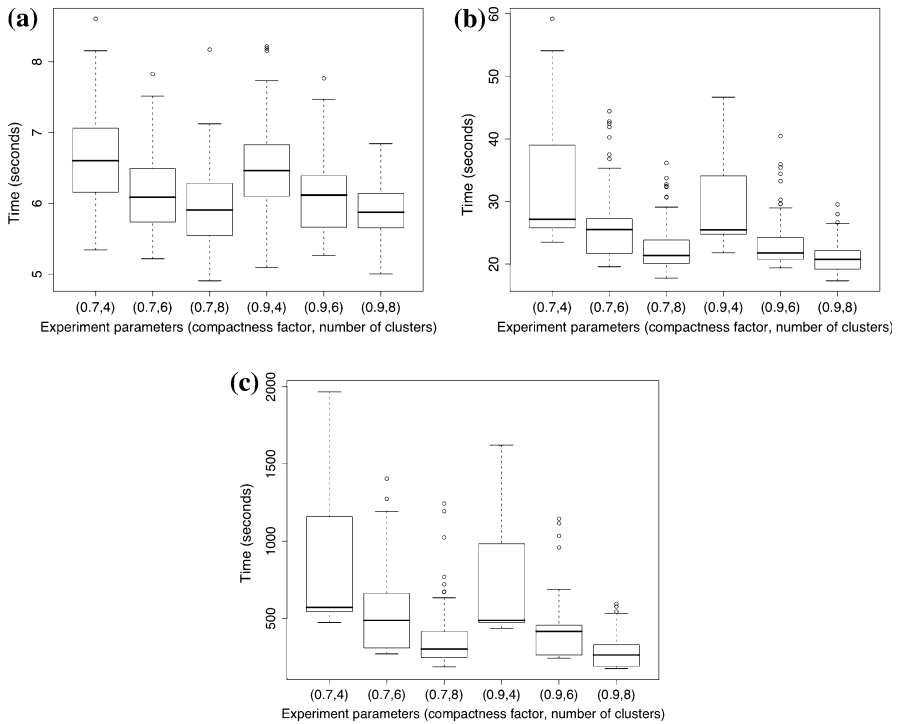 (a)
8
7
6
5
Time (seconds)
(0.7,4) (0.7,6) (0.7,8) (0.9,4) (0.9,6) (0.9,8)
Experiment parameters (compactness factor, number of clusters)
(b)
60
50
40
30
20
Time (seconds)
(0.7,4) (0.7,6) (0.7,8) (0.9,4) (0.9,6) (0.9,8)
Experiment parameters (compactness factor, number of clusters)
(c)
2000
1500
1000
500
Time (seconds)
(0.7,4) (0.7,6) (0.7,8) (0.9,4) (0.9,6) (0.9,8)
Experiment parameters (compactness factor, number of clusters)